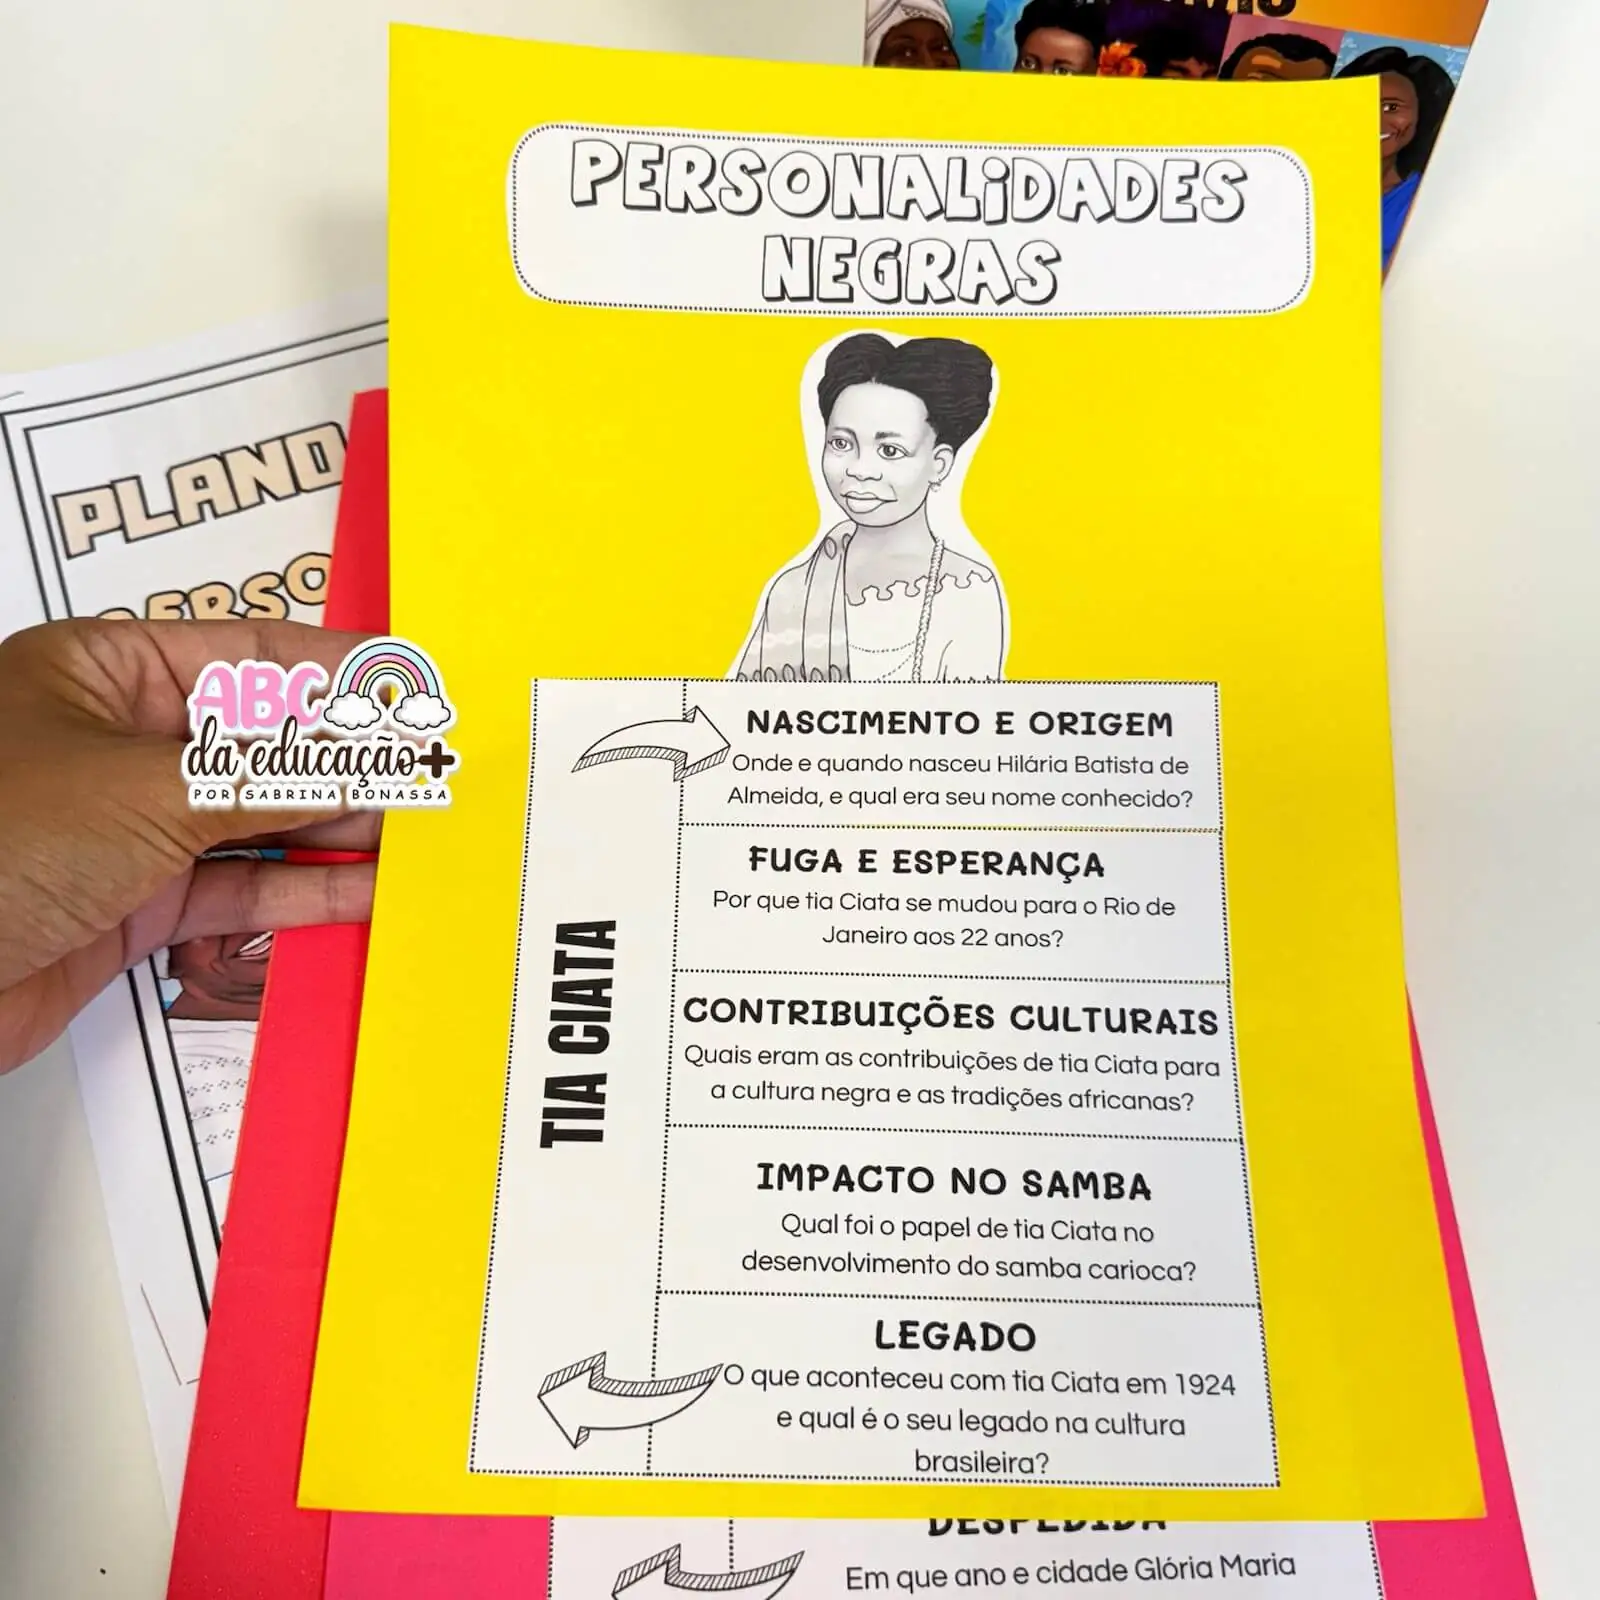 PERSONALIDADES
NEGRAS
PLANO
PERSO
ABC
da educação+
POR SABRINA BONASSA
TIA CIATA
NASCIMENTO E ORIGEM
Onde e quando nasceu Hilária Batista de
Almeida, e qual era seu nome conhecido?
FUGA E ESPERANÇA
Por que tia Ciata se mudou para o Rio de
Janeiro aos 22 anos?
CONTRIBUIÇÕES CULTURAIS
Quais eram as contribuições de tia Ciata para
a cultura negra e as tradições africanas?
IMPACTO NO SAMBA
Qual foi o papel de tia Ciata no
desenvolvimento do samba carioca?
LEGADO
O que aconteceu com tia Ciata em 1924
e qual é o seu legado na cultura
brasileira?
DESPEDIDA
Em que ano e cidade Glória Maria